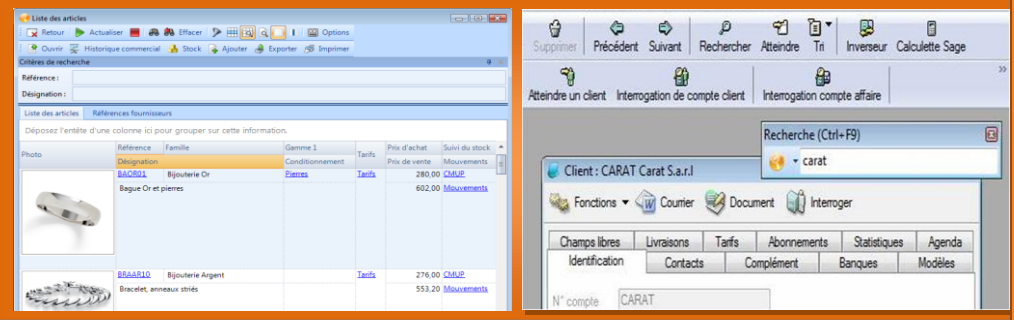 Liste des articles
Retour Actualiser Effacer Options
Ouvrir Historique commercial Stock Ajouter Exporter Imprimer
Critères de recherche
Référence :
Désignation :
Liste des articles Références fournisseurs
Déposez l'entête d'une colonne ici pour grouper sur cette information.
Photo Référence Famille Gamme 1 Tarifs Prix d'achat Suivi du stock
Désignation Conditionnement Prix de vente Mouvements
BAOR01 Bijouterie Or Pierres Tarifs 280,00 CMUP
Bague Or et pierres 602,00 Mouvements
BRAAR10 Bijouterie Argent Tarifs 276,00 CMUP
Bracelet, anneaux striés 553,20 Mouvements
Supprimer Précédent Suivant Rechercher Atteindre Tri Inverseur Calculette Sage
Atteindre un client Interrogation de compte client Interrogation compte affaire
Recherche (Ctrl+F9)
carat
Client : CARAT Carat S.a.r.l
Fonctions W Courrier Document Interroger
Champs libres Livraisons Tarifs Abonnements Statistiques Agenda
Identification Contacts Complément Banques Modèles
N° compte CARAT